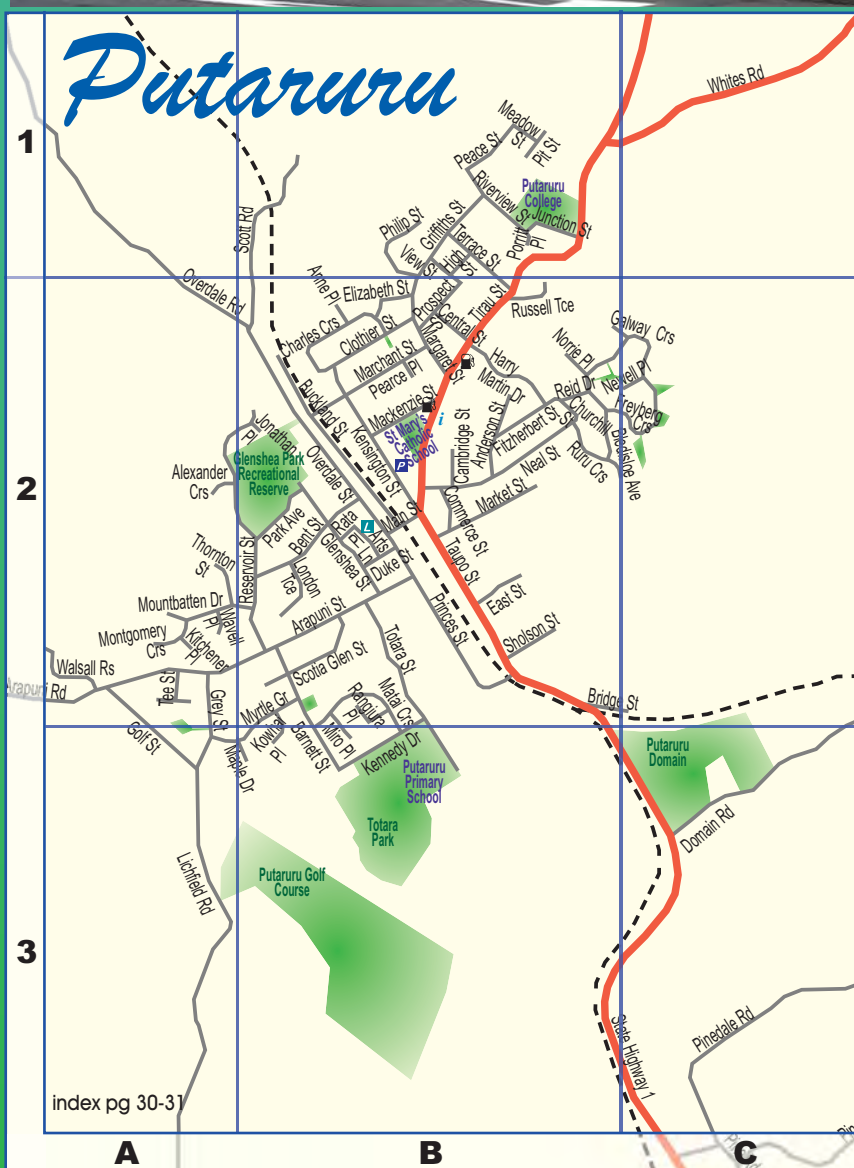 Putaruru
1
2
3
A
B
C
Whites Rd
Meadow St
Pit St
Peace St
Riverview St
Putaruru
College
Junction St
Porritt Pl
Philip St
Griffiths St
View St
Terrace St
High St
Scott Rd
Overdale Rd
Anne Pl
Elizabeth St
Prospect St
Tirau St
Russell Tce
Charles Crs
Clothier St
Central St
Margaret St
Marchant St
Pearce Pl
Harry
Martin Dr
Norrie Pl
Galway Crs
Reid Dr
Newell Pl
Freyberg
Crs
Churchill
Bledisloe Ave
Ruru Crs
Buckland St
Mackenzie St
St Mary's
Catholic
School
i
P
Kensington St
Cambridge St
Anderson St
Fitzherbert St
Neal St
Market St
Commerce St
Jonathan
Pl
Glenshea Park
Recreational
Reserve
Alexander
Crs
Overdale St
Park Ave
Bent St
Rata
Pl
L
Arts
Ln
Main St
Glenshea St
Duke St
Thornton
St
Reservoir St
London
Tce
Taupo St
East St
Sholson St
Princes St
Mountbatten Dr
Wavell
Pl
Montgomery
Crs
Kitchener
Pl
Arapuni St
Totara St
Scotia Glen St
Walsall Rs
Arapuni Rd
Tee St
Grey St
Golf St
Myrtle Gr
Kowhai
Pl
Maple Dr
Barnett St
Miro Pl
Rangiura
Pl
Matai Crs
Kennedy Dr
Bridge St
Putaruru
Domain
Domain Rd
Putaruru
Primary
School
Totara
Park
Putaruru Golf
Course
Lichfield Rd
State Highway 1
Pinedale Rd
index pg 30-31